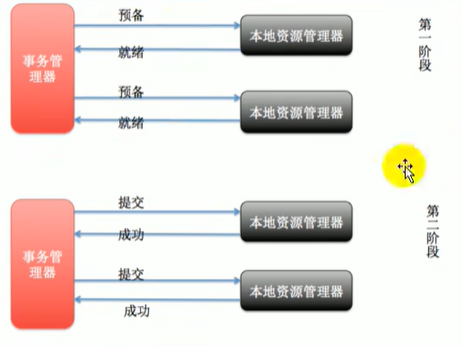 预备
本地资源管理器
就绪
事务管
理器
预备
本地资源管理器
就绪
第一阶段
提交
本地资源管理器
成功
事务管
理器
提交
本地资源管理器
成功
第二阶段